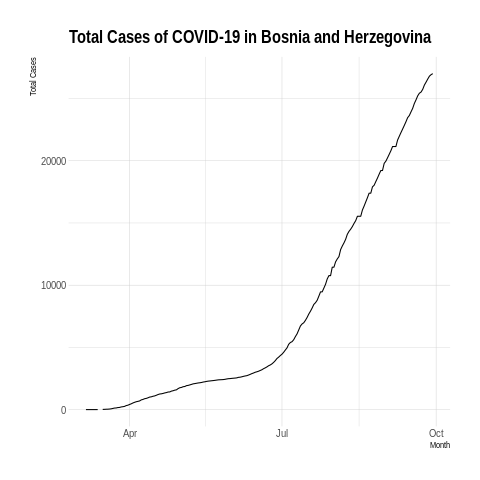 Total Cases of COVID-19 in Bosnia and Herzegovina
Total Cases
20000
10000
0
Apr
Jul
Oct
Month